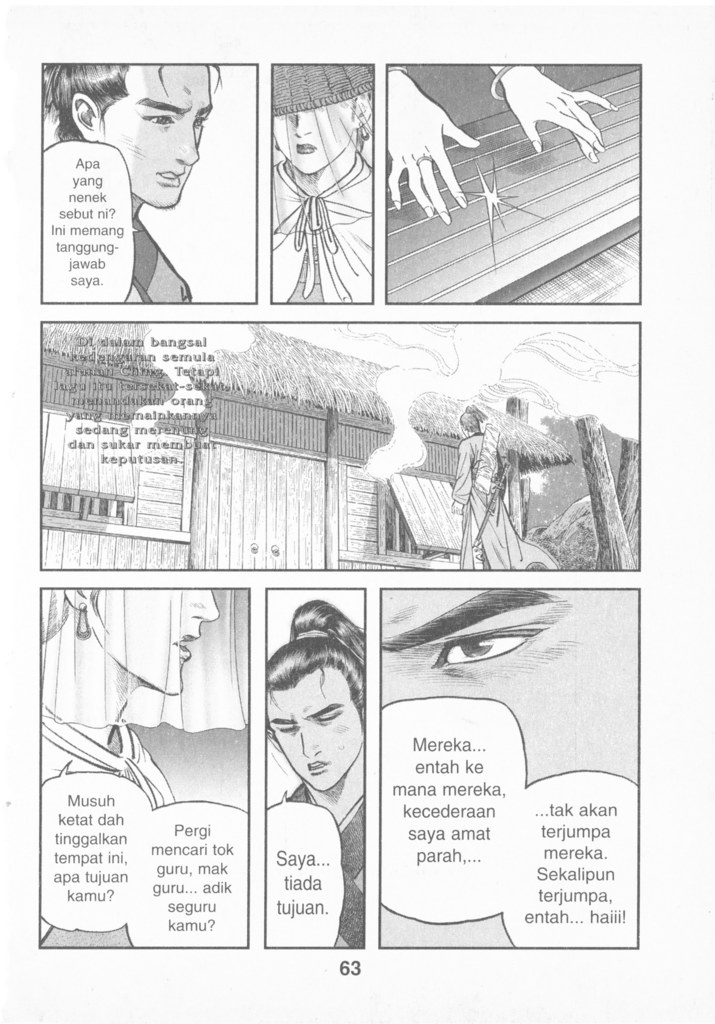 Apa
yang
nenek
sebut ni?
Ini memang
tanggung-
jawab
saya.
Di dalam bangsal
kedengaran semula
alunan Ching. Tetapi
lagu itu tersekat-sekat
menandakan orang
yang memainkannya
sedang merenung
dan sukar membuat
keputusan.
Musuh
ketat dah
tinggalkan
tempat ini,
apa tujuan
kamu?
Pergi
mencari tok
guru, mak
guru... adik
seguru
kamu?
Saya...
tiada
tujuan.
Mereka...
entah ke
mana mereka,
kecederaan
saya amat
parah,...
...tak akan
terjumpa
mereka.
Sekalipun
terjumpa,
entah... haiii!
63